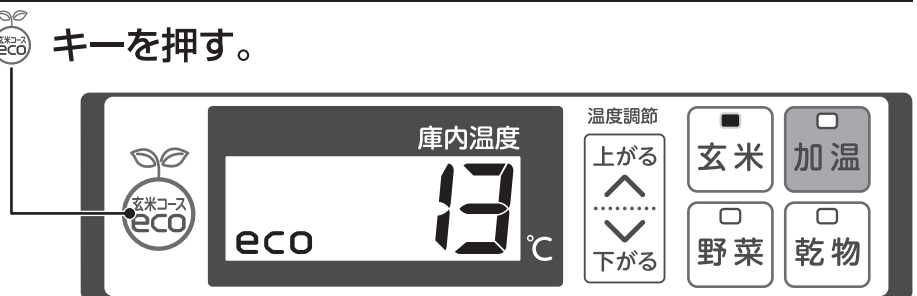 玄米コース
eco キーを押す。
庫内温度
13℃
eco
玄米コース
eco
温度調節
上がる
下がる
玄米
加温
野菜
乾物